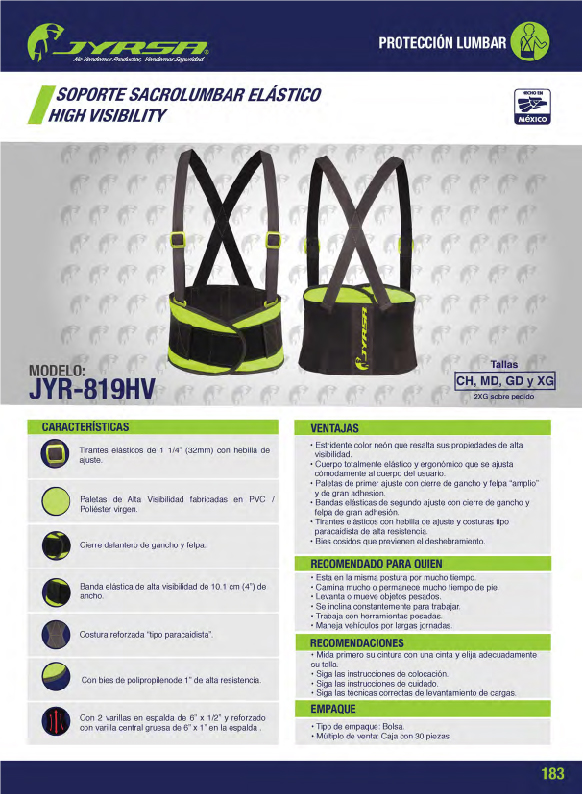 JYRSA®
No Vendemos Productos, Vendemos Seguridad
PROTECCIÓN LUMBAR
SOPORTE SACROLUMBAR ELÁSTICO
HIGH VISIBILITY
HECHO EN
MÉXICO
JYRSA
MODELO:
JYR-819HV
Tallas
CH, MD, GD y XG
2XG sobre pedido
CARACTERÍSTICAS
Tirantes elásticos de 1 1/4" (32mm) con hebilla de
ajuste.
Paletas de Alta Visibilidad fabricadas en PVC /
Poliéster virgen.
Cierre delantero de gancho y felpa.
Banda elástica de alta visibilidad de 10.1 cm (4") de
ancho.
Costura reforzada "tipo paracaidista".
Con bies de polipropilenode 1" de alta resistencia.
Con 2 varillas en espalda de 6" x 1/2" y reforzado
con varilla central gruesa de 6" x 1" en la espalda .
VENTAJAS
• Estridente color neón que resalta sus propiedades de alta
visibilidad.
• Cuerpo totalmente elástico y ergonómico que se ajusta
cómodamente al cuerpo del usuario.
• Paletas de primer ajuste con cierre de gancho y felpa "amplio"
y de gran adhesión.
• Bandas elásticas de segundo ajuste con cierre de gancho y
felpa de gran adhesión.
• Tirantes elásticos con hebilla de ajuste y costuras tipo
paracaidista de alta resistencia.
• Bies cosidos que previenen el deshebramiento.
RECOMENDADO PARA QUIEN
• Esta en la misma postura por mucho tiempo.
• Camina mucho o permanece mucho tiempo de pie
• Levanta o mueve objetos pesados.
• Se inclina constantemente para trabajar.
• Trabaja con herramientas pesadas.
• Maneja vehículos por largas jornadas.
RECOMENDACIONES
• Mida primero su cintura con una cinta y elija adecuadamente
su talla.
• Siga las instrucciones de colocación.
• Siga las instrucciones de cuidado.
• Siga las técnicas correctas de levantamiento de cargas.
EMPAQUE
• Tipo de empaque: Bolsa.
• Múltiplo de venta: Caja con 30 piezas
183